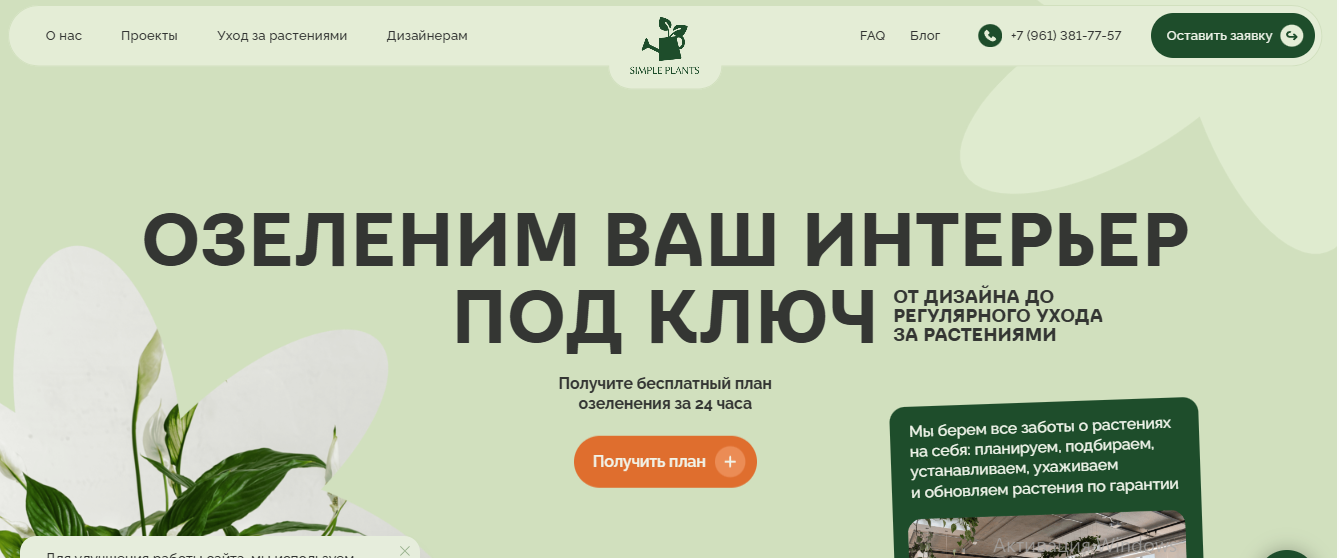 О нас
Проекты
Уход за растениями
Дизайнерам
SIMPLE PLANTS
FAQ
Блог
+7 (961) 381-77-57
Оставить заявку
ОЗЕЛЕНИМ ВАШ ИНТЕРЬЕР
ПОД КЛЮЧ
ОТ ДИЗАЙНА ДО
РЕГУЛЯРНОГО УХОДА
ЗА РАСТЕНИЯМИ
Получите бесплатный план
озеленения за 24 часа
Получить план
Мы берем все заботы о растениях
на себя: планируем, подбираем,
устанавливаем, ухаживаем
и обновляем растения по гарантии
Активация Windows
Для улучшения работы сайта, мы используем